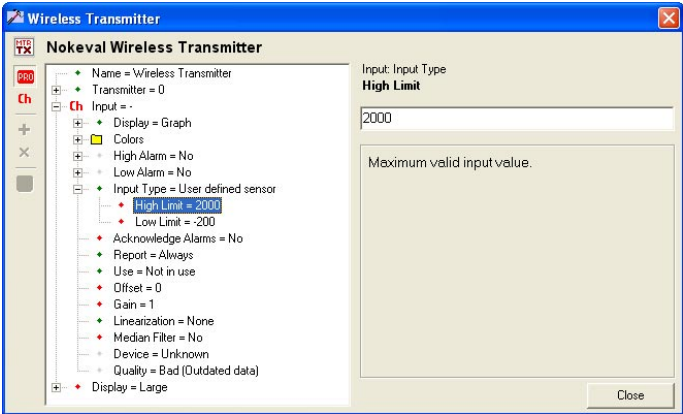 Wireless Transmitter
MTR
TX
Nokeval Wireless Transmitter
PRO
Ch
Name = Wireless Transmitter
Transmitter = 0
Ch Input = -
Display = Graph
Colors
High Alarm = No
Low Alarm = No
Input Type = User defined sensor
High Limit = 2000
Low Limit = -200
Acknowledge Alarms = No
Report = Always
Use = Not in use
Offset = 0
Gain = 1
Linearization = None
Median Filter = No
Device = Unknown
Quality = Bad (Outdated data)
Display = Large
Input: Input Type
High Limit
2000
Maximum valid input value.
Close